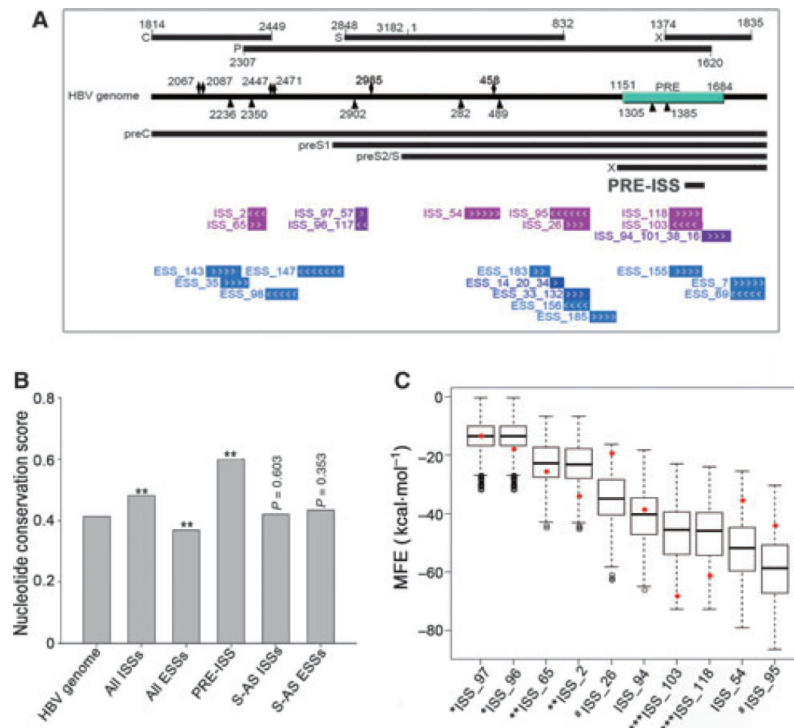 A
1814 2449 2848 3182 1 832 1374 1835
C S X
P
2307 1620
2067 2087 2447 2471 2985 458 1151 PRE 1684
HBV genome
2236 2350 2902 282 489 1305 1385
preC
preS1
preS2/S
X
PRE-ISS
ISS_2 ISS_97_57 ISS_54 ISS_95 ISS_118
ISS_65 ISS_96_117 ISS_26 ISS_103
ISS_94_101_38_16
ESS_143 ESS_147 ESS_183 ESS_155
ESS_35 ESS_14_20_34 ESS_7
ESS_98 ESS_33_132 ESS_69
ESS_156
ESS_185
B
Nucleotide conservation score
0.8
0.6
0.4
0.2
0
**
**
**
P = 0.603
P = 0.353
HBV genome
All ISSs
All ESSs
PRE-ISS
S-AS ISSs
S-AS ESSs
C
MFE (kcal·mol−1)
0
−20
−40
−60
−80
*ISS_97
*ISS_96
**ISS_65
**ISS_2
#ISS_26
ISS_94
****ISS_103
***ISS_118
ISS_54
#ISS_95